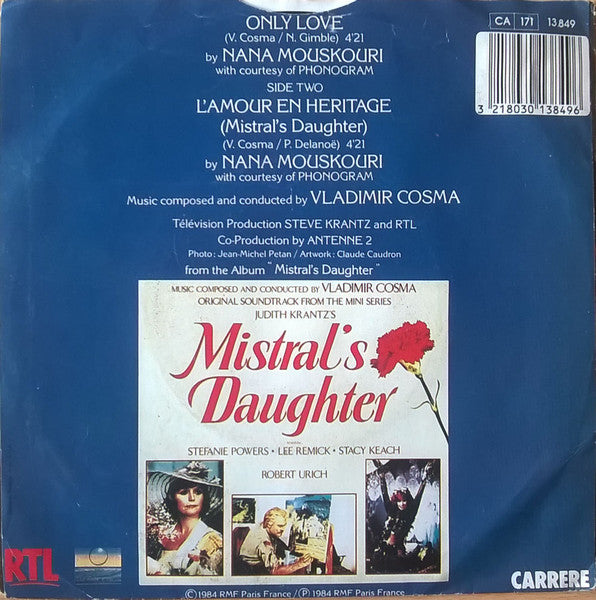 ONLY LOVE
(V. Cosma / N. Gimble) 4'21
by NANA MOUSKOURI
with courtesy of PHONOGRAM
SIDE TWO
L'AMOUR EN HERITAGE
(Mistral's Daughter)
(V. Cosma / P. Delanoë) 4'21
by NANA MOUSKOURI
with courtesy of PHONOGRAM
Music composed and conducted by VLADIMIR COSMA
Télévision Production STEVE KRANTZ and RTL
Co-Production by ANTENNE 2
Photo : Jean-Michel Petan / Artwork : Claude Caudron
from the Album "Mistral's Daughter"
CA 171 13849
3 218030 138496
MUSIC COMPOSED AND CONDUCTED BY VLADIMIR COSMA
ORIGINAL SOUNDTRACK FROM THE MINI SERIES
JUDITH KRANTZ'S
Mistral's
Daughter
STEFANIE POWERS • LEE REMICK • STACY KEACH
ROBERT URICH
RTL
CARRERE
© 1984 RMF Paris France / Ⓟ 1984 RMF Paris France